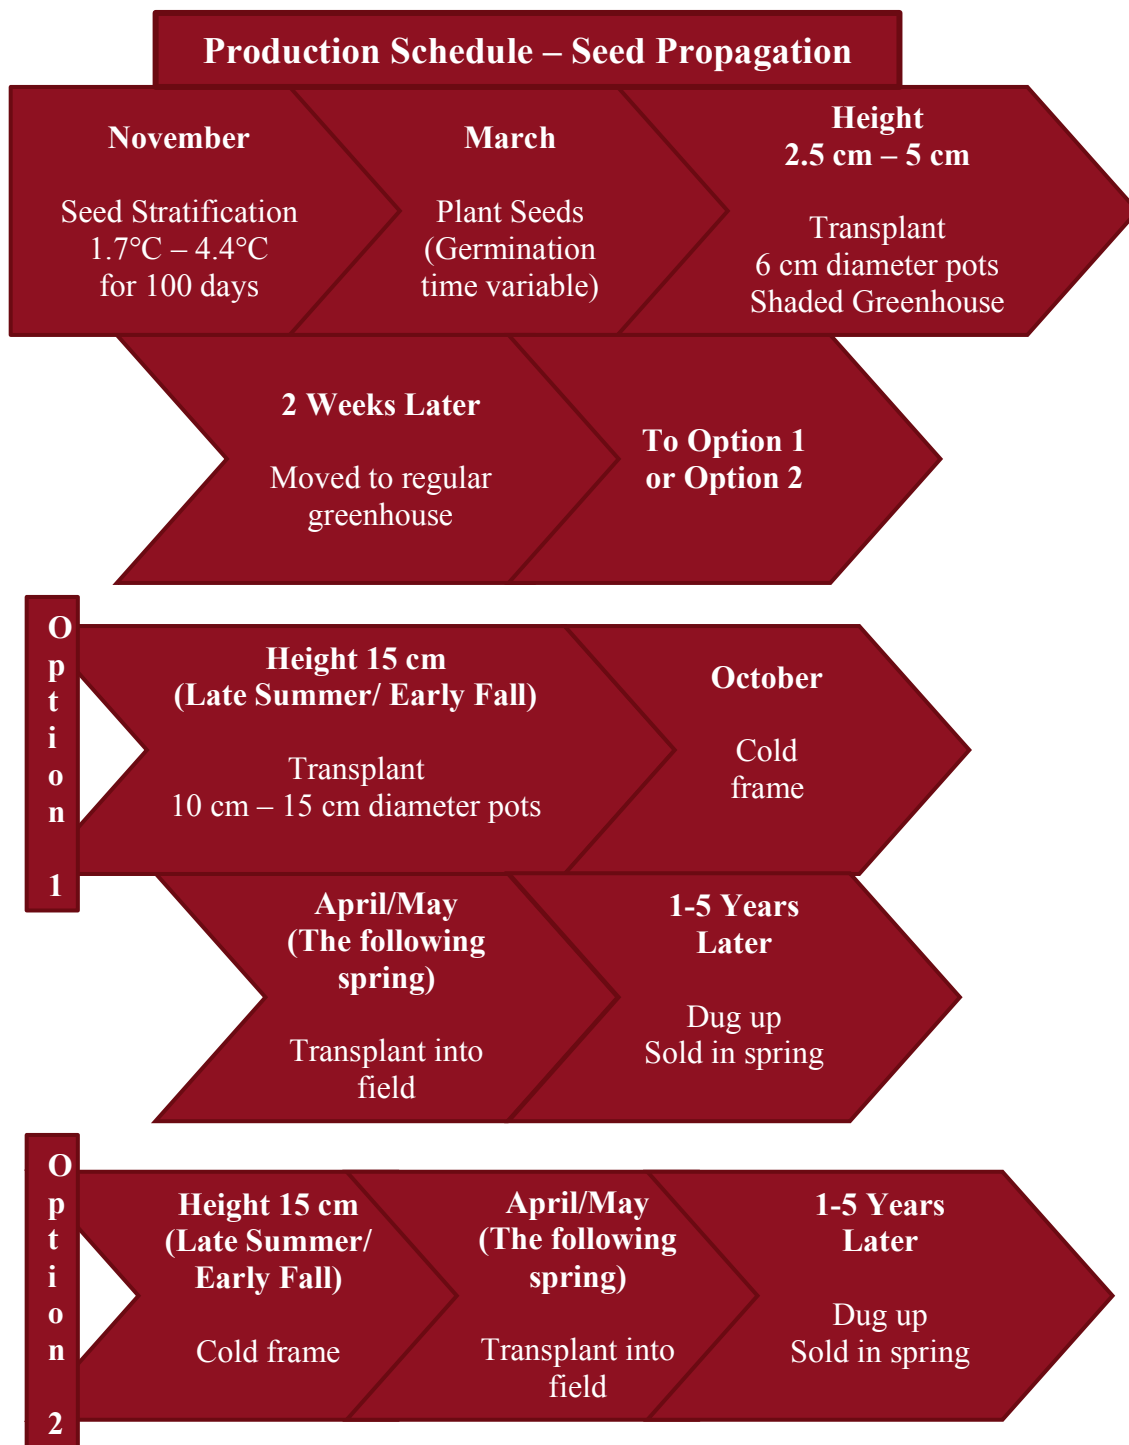 Production Schedule – Seed Propagation
November
Seed Stratification
1.7°C – 4.4°C
for 100 days
March
Plant Seeds
(Germination
time variable)
Height
2.5 cm – 5 cm
Transplant
6 cm diameter pots
Shaded Greenhouse
2 Weeks Later
Moved to regular
greenhouse
To Option 1
or Option 2
Option 1
Height 15 cm
(Late Summer/ Early Fall)
Transplant
10 cm – 15 cm diameter pots
October
Cold
frame
April/May
(The following
spring)
Transplant into
field
1-5 Years
Later
Dug up
Sold in spring
Option 2
Height 15 cm
(Late Summer/
Early Fall)
Cold frame
April/May
(The following
spring)
Transplant into
field
1-5 Years
Later
Dug up
Sold in spring